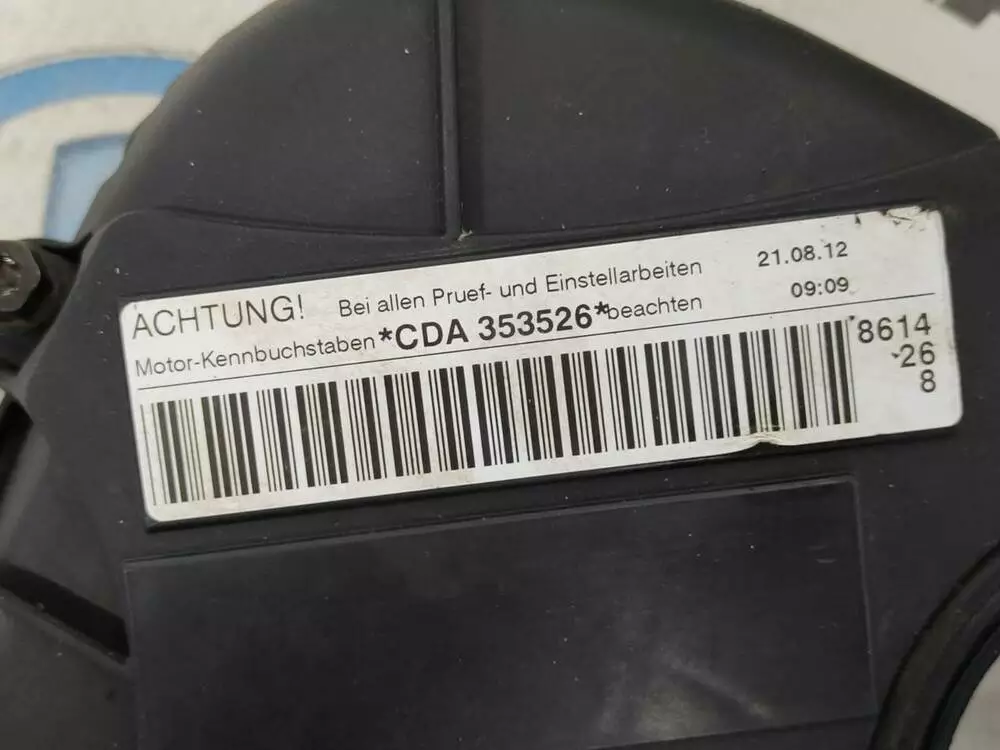 ACHTUNG! Bei allen Pruef- und Einstellarbeiten 21.08.12
Motor-Kennbuchstaben *CDA 353526* beachten 09:09
8614
26
8